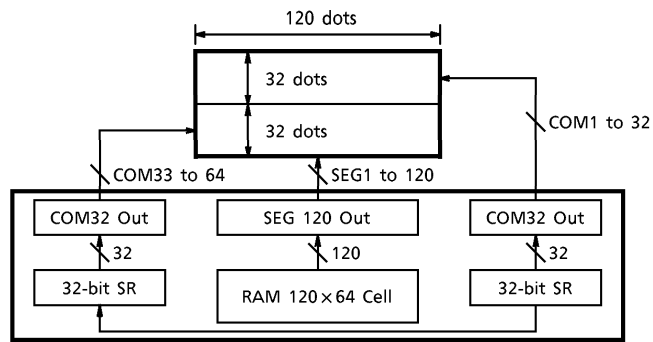 120 dots
32 dots
32 dots
COM1 to 32
COM33 to 64
SEG1 to 120
COM32 Out
SEG 120 Out
COM32 Out
32
120
32
32-bit SR
RAM 120×64 Cell
32-bit SR